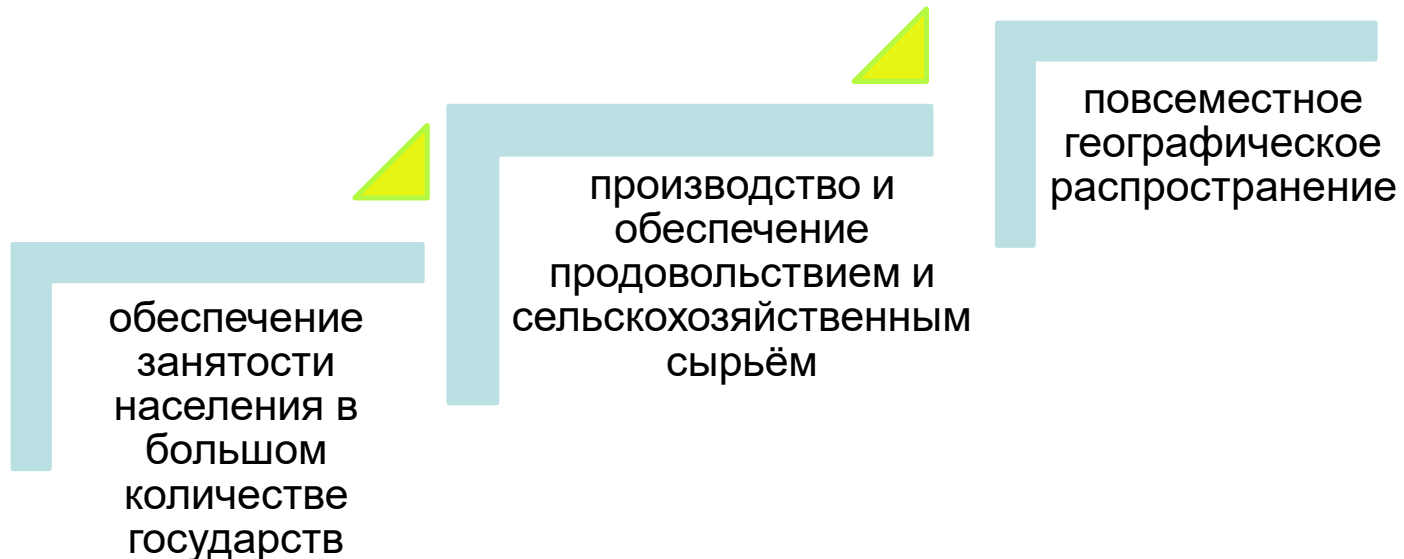 обеспечение
занятости
населения в
большом
количестве
государств
производство и
обеспечение
продовольствием и
сельскохозяйственным
сырьём
повсеместное
географическое
распространение